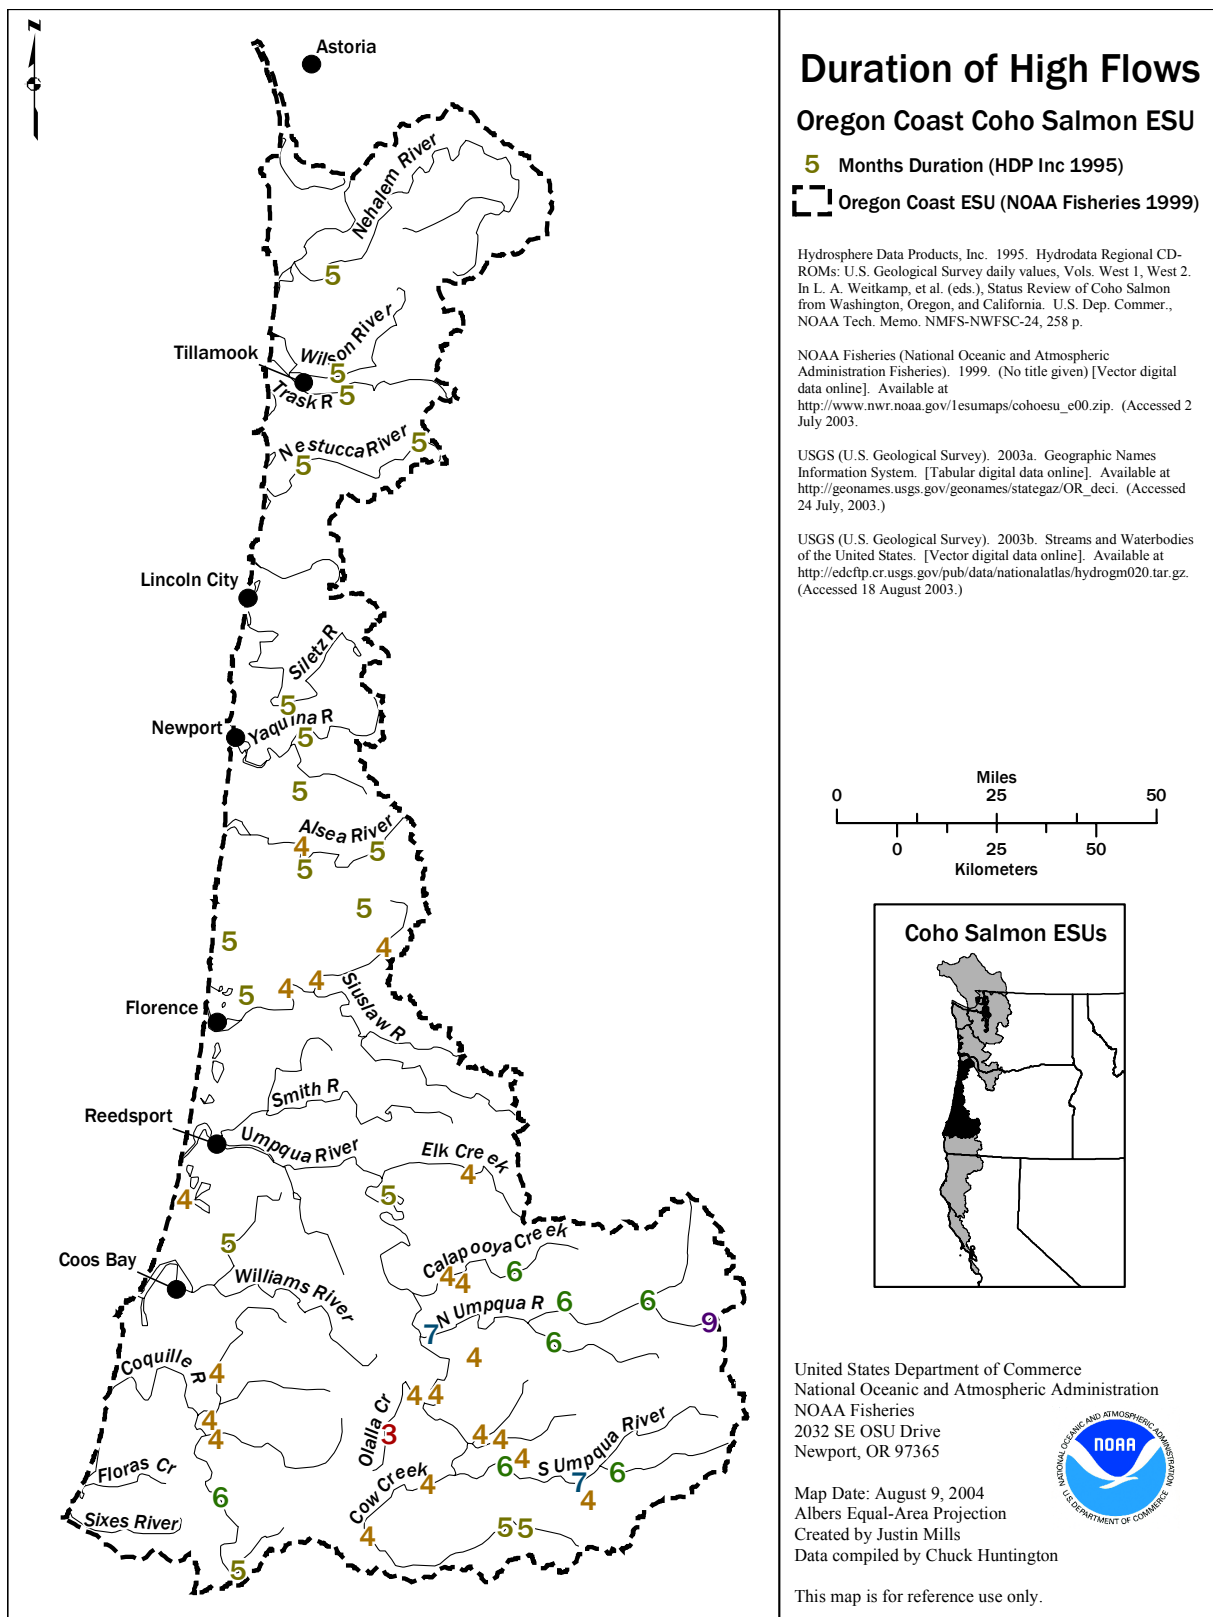 z
Astoria
Nehalem River
5
Wilson River
Tillamook
5
Trask R
5
Nestucca River
5
5
Lincoln City
Siletz R
5
Newport
Yaquina R
5
5
Alsea River
4
5
5
5
5
4
4
4
5
Siuslaw R
Florence
Smith R
Reedsport
Umpqua River
Elk Creek
4
5
4
5
Calapooya Creek
4
4
6
Coos Bay
Williams River
N Umpqua R
6
6
9
7
6
4
Coquille R
4
4
4
Olalla Cr
3
4
4
4
4
4
S Umpqua River
6
7
6
4
Floras Cr
Cow Creek
4
6
Sixes River
4
5
5
5
Duration of High Flows
Oregon Coast Coho Salmon ESU
5 Months Duration (HDP Inc 1995)
Oregon Coast ESU (NOAA Fisheries 1999)
Hydrosphere Data Products, Inc. 1995. Hydrodata Regional CD-
ROMs: U.S. Geological Survey daily values, Vols. West 1, West 2.
In L. A. Weitkamp, et al. (eds.), Status Review of Coho Salmon
from Washington, Oregon, and California. U.S. Dep. Commer.,
NOAA Tech. Memo. NMFS-NWFSC-24, 258 p.
NOAA Fisheries (National Oceanic and Atmospheric
Administration Fisheries). 1999. (No title given) [Vector digital
data online]. Available at
http://www.nwr.noaa.gov/1esumaps/cohoesu_e00.zip. (Accessed 2
July 2003.
USGS (U.S. Geological Survey). 2003a. Geographic Names
Information System. [Tabular digital data online]. Available at
http://geonames.usgs.gov/geonames/stategaz/OR_deci. (Accessed
24 July, 2003.)
USGS (U.S. Geological Survey). 2003b. Streams and Waterbodies
of the United States. [Vector digital data online]. Available at
http://edcftp.cr.usgs.gov/pub/data/nationalatlas/hydrogm020.tar.gz.
(Accessed 18 August 2003.)
Miles
0 25 50
0 25 50
Kilometers
Coho Salmon ESUs
United States Department of Commerce
National Oceanic and Atmospheric Administration
NOAA Fisheries
2032 SE OSU Drive
Newport, OR 97365
NATIONAL OCEANIC AND ATMOSPHERIC ADMINISTRATION
NOAA
U.S. DEPARTMENT OF COMMERCE
Map Date: August 9, 2004
Albers Equal-Area Projection
Created by Justin Mills
Data compiled by Chuck Huntington
This map is for reference use only.